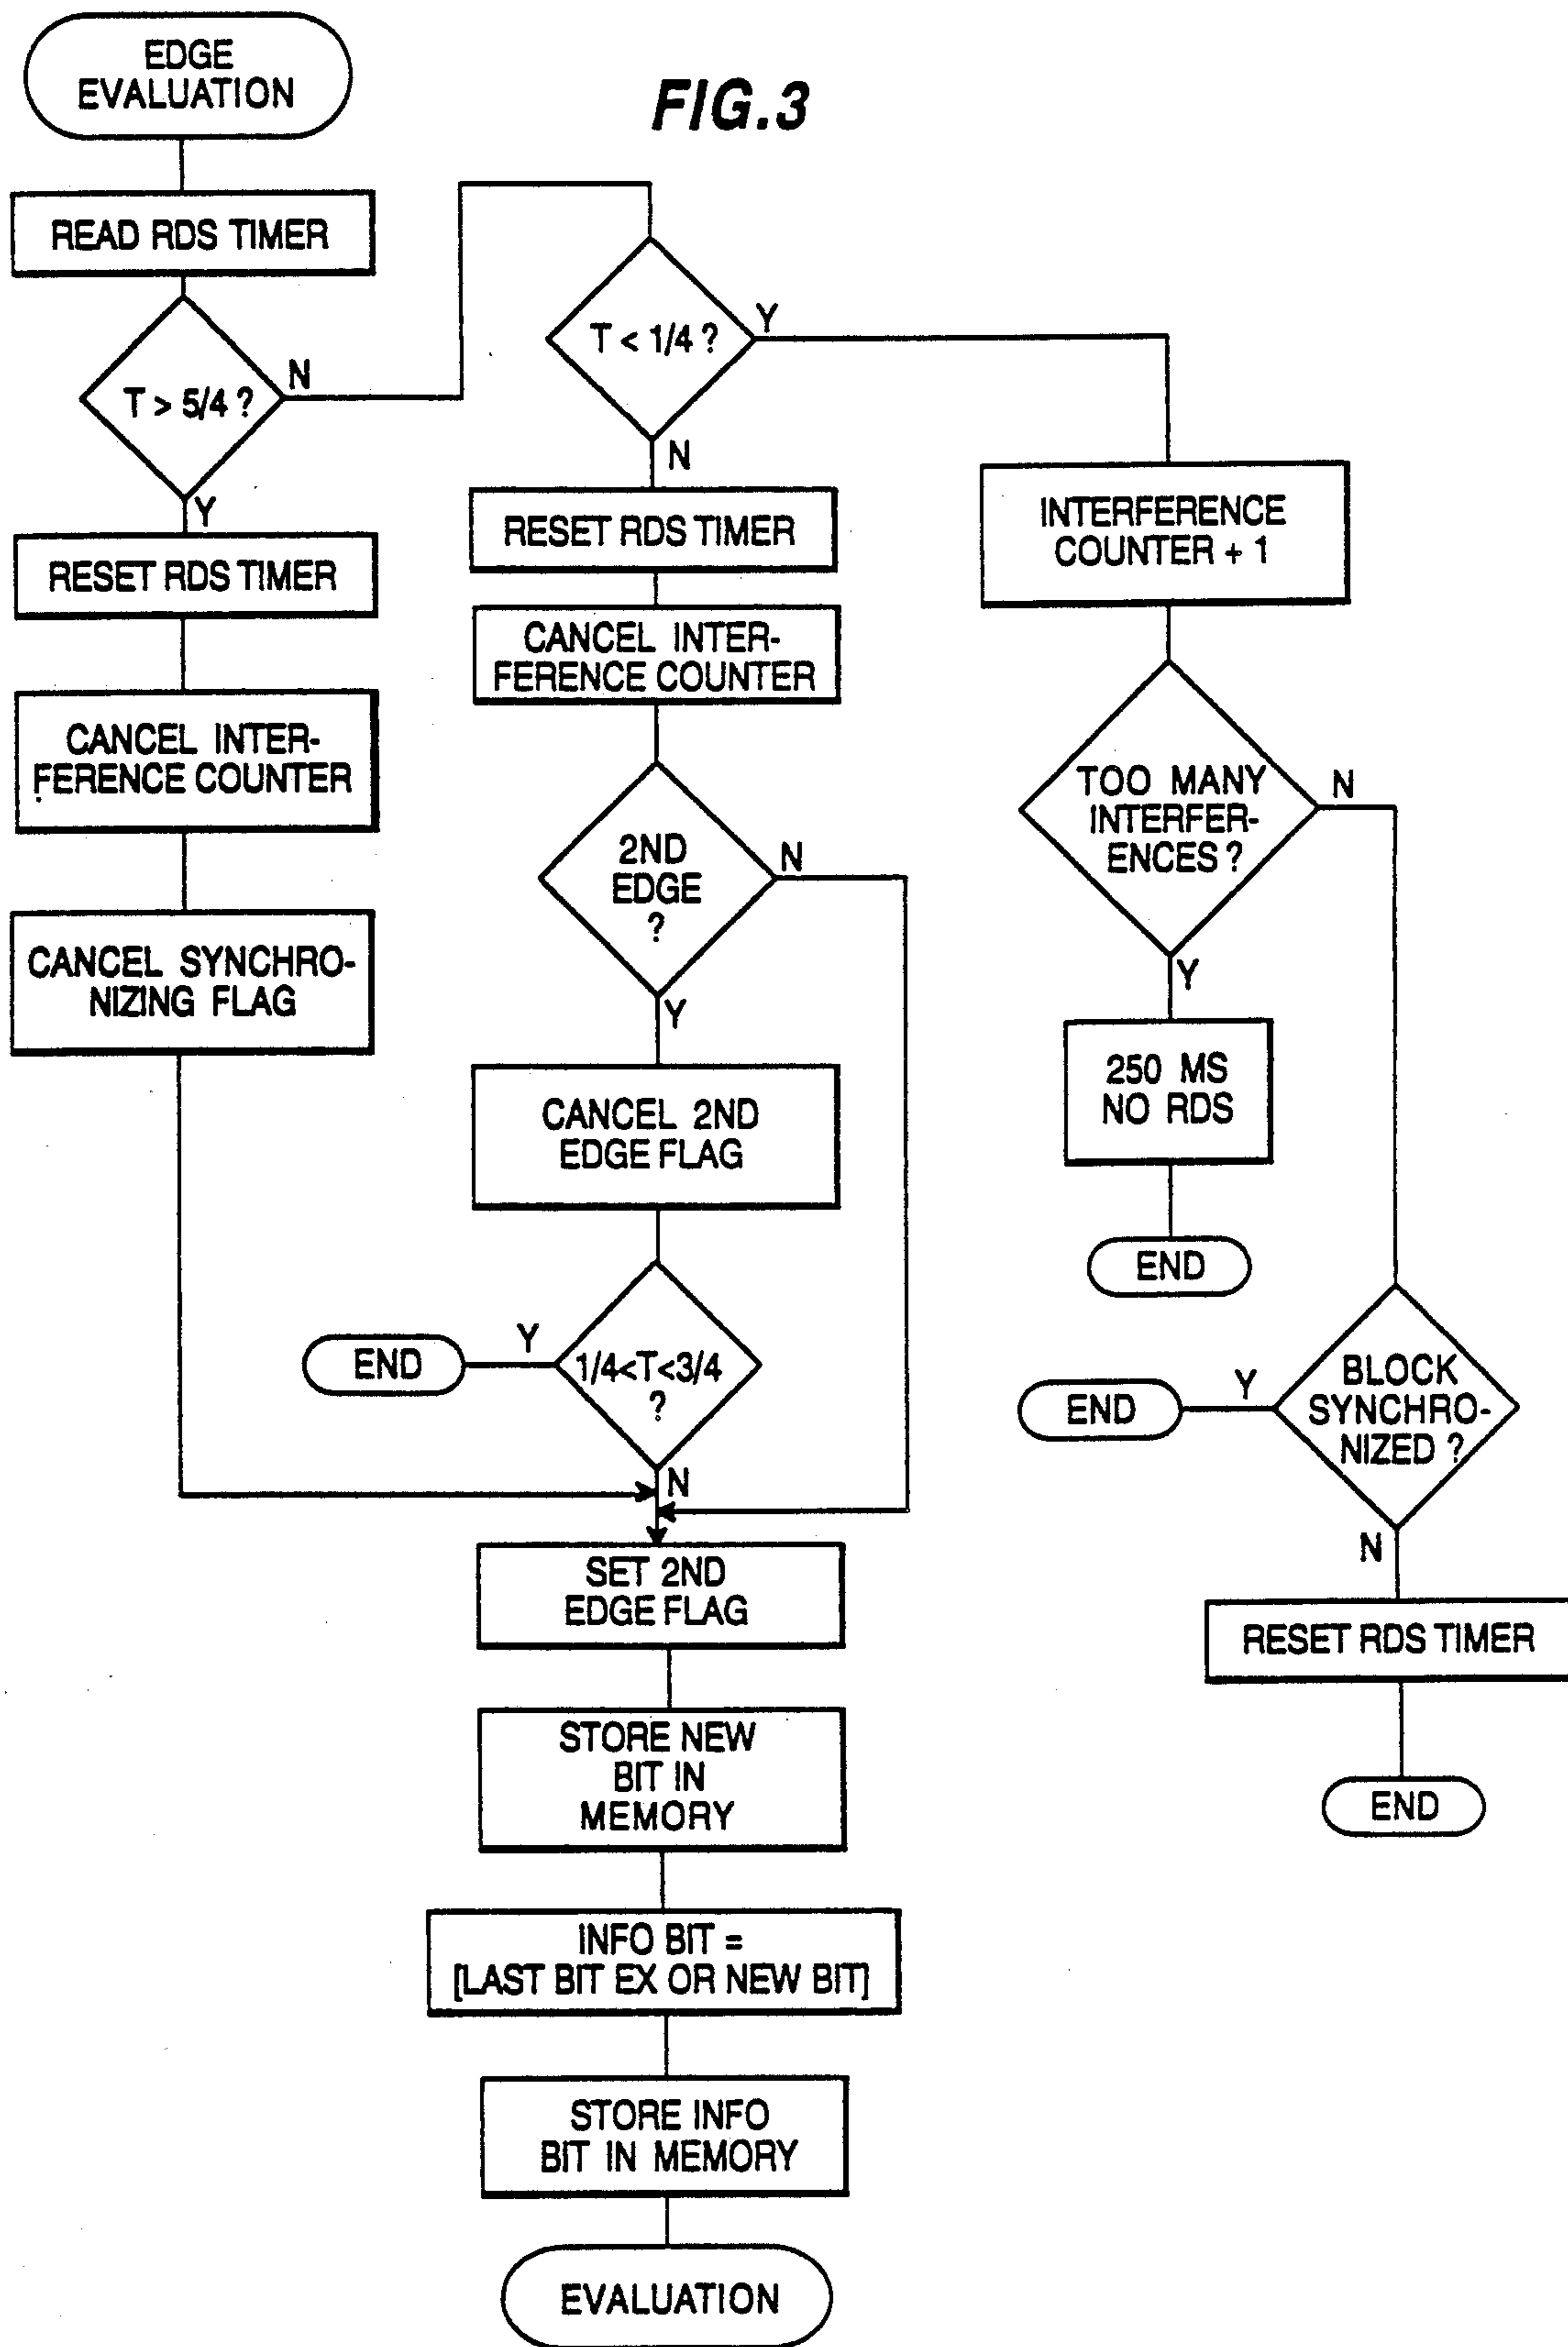 FIG.3
EDGE
EVALUATION
READ RDS TIMER
T > 5/4 ?
N
Y
RESET RDS TIMER
CANCEL INTER-
FERENCE COUNTER
CANCEL SYNCHRO-
NIZING FLAG
T < 1/4 ?
Y
N
RESET RDS TIMER
CANCEL INTER-
FERENCE COUNTER
2ND
EDGE
?
N
Y
CANCEL 2ND
EDGE FLAG
1/4<T<3/4
?
Y
END
N
SET 2ND
EDGE FLAG
STORE NEW
BIT IN
MEMORY
INFO BIT =
[LAST BIT EX OR NEW BIT]
STORE INFO
BIT IN MEMORY
EVALUATION
INTERFERENCE
COUNTER + 1
TOO MANY
INTERFER-
ENCES ?
N
Y
250 MS
NO RDS
END
BLOCK
SYNCHRO-
NIZED ?
Y
END
N
RESET RDS TIMER
END